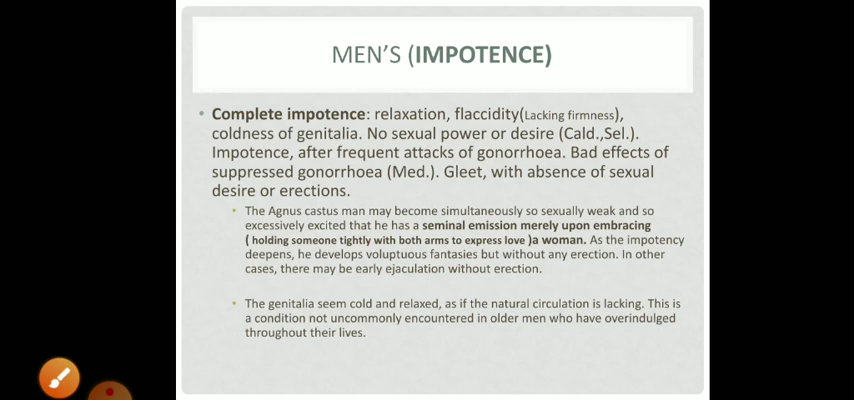 MEN'S (IMPOTENCE)
• Complete impotence: relaxation, flaccidity(Lacking firmness),
coldness of genitalia. No sexual power or desire (Cald.,Sel.).
Impotence, after frequent attacks of gonorrhoea. Bad effects of
suppressed gonorrhoea (Med.). Gleet, with absence of sexual
desire or erections.
• The Agnus castus man may become simultaneously so sexually weak and so
excessively excited that he has a seminal emission merely upon embracing
( holding someone tightly with both arms to express love )a woman. As the impotency
deepens, he develops voluptuous fantasies but without any erection. In other
cases, there may be early ejaculation without erection.
• The genitalia seem cold and relaxed, as if the natural circulation is lacking. This is
a condition not uncommonly encountered in older men who have overindulged
throughout their lives.